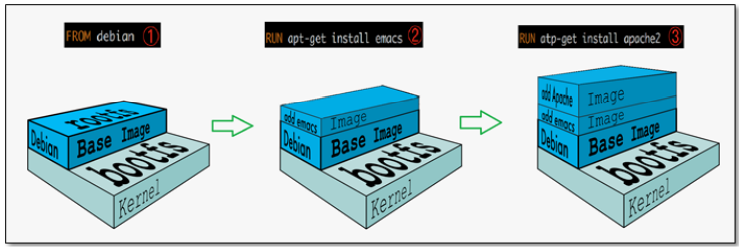 FROM debian ①
RUN apt-get install emacs ②
RUN atp-get install apache2 ③
rootfs
Debian Base Image
bootfs
Kernel
add emacs Image
Debian Base Image
bootfs
Kernel
add Apache Image
add emacs Image
Debian Base Image
bootfs
Kernel